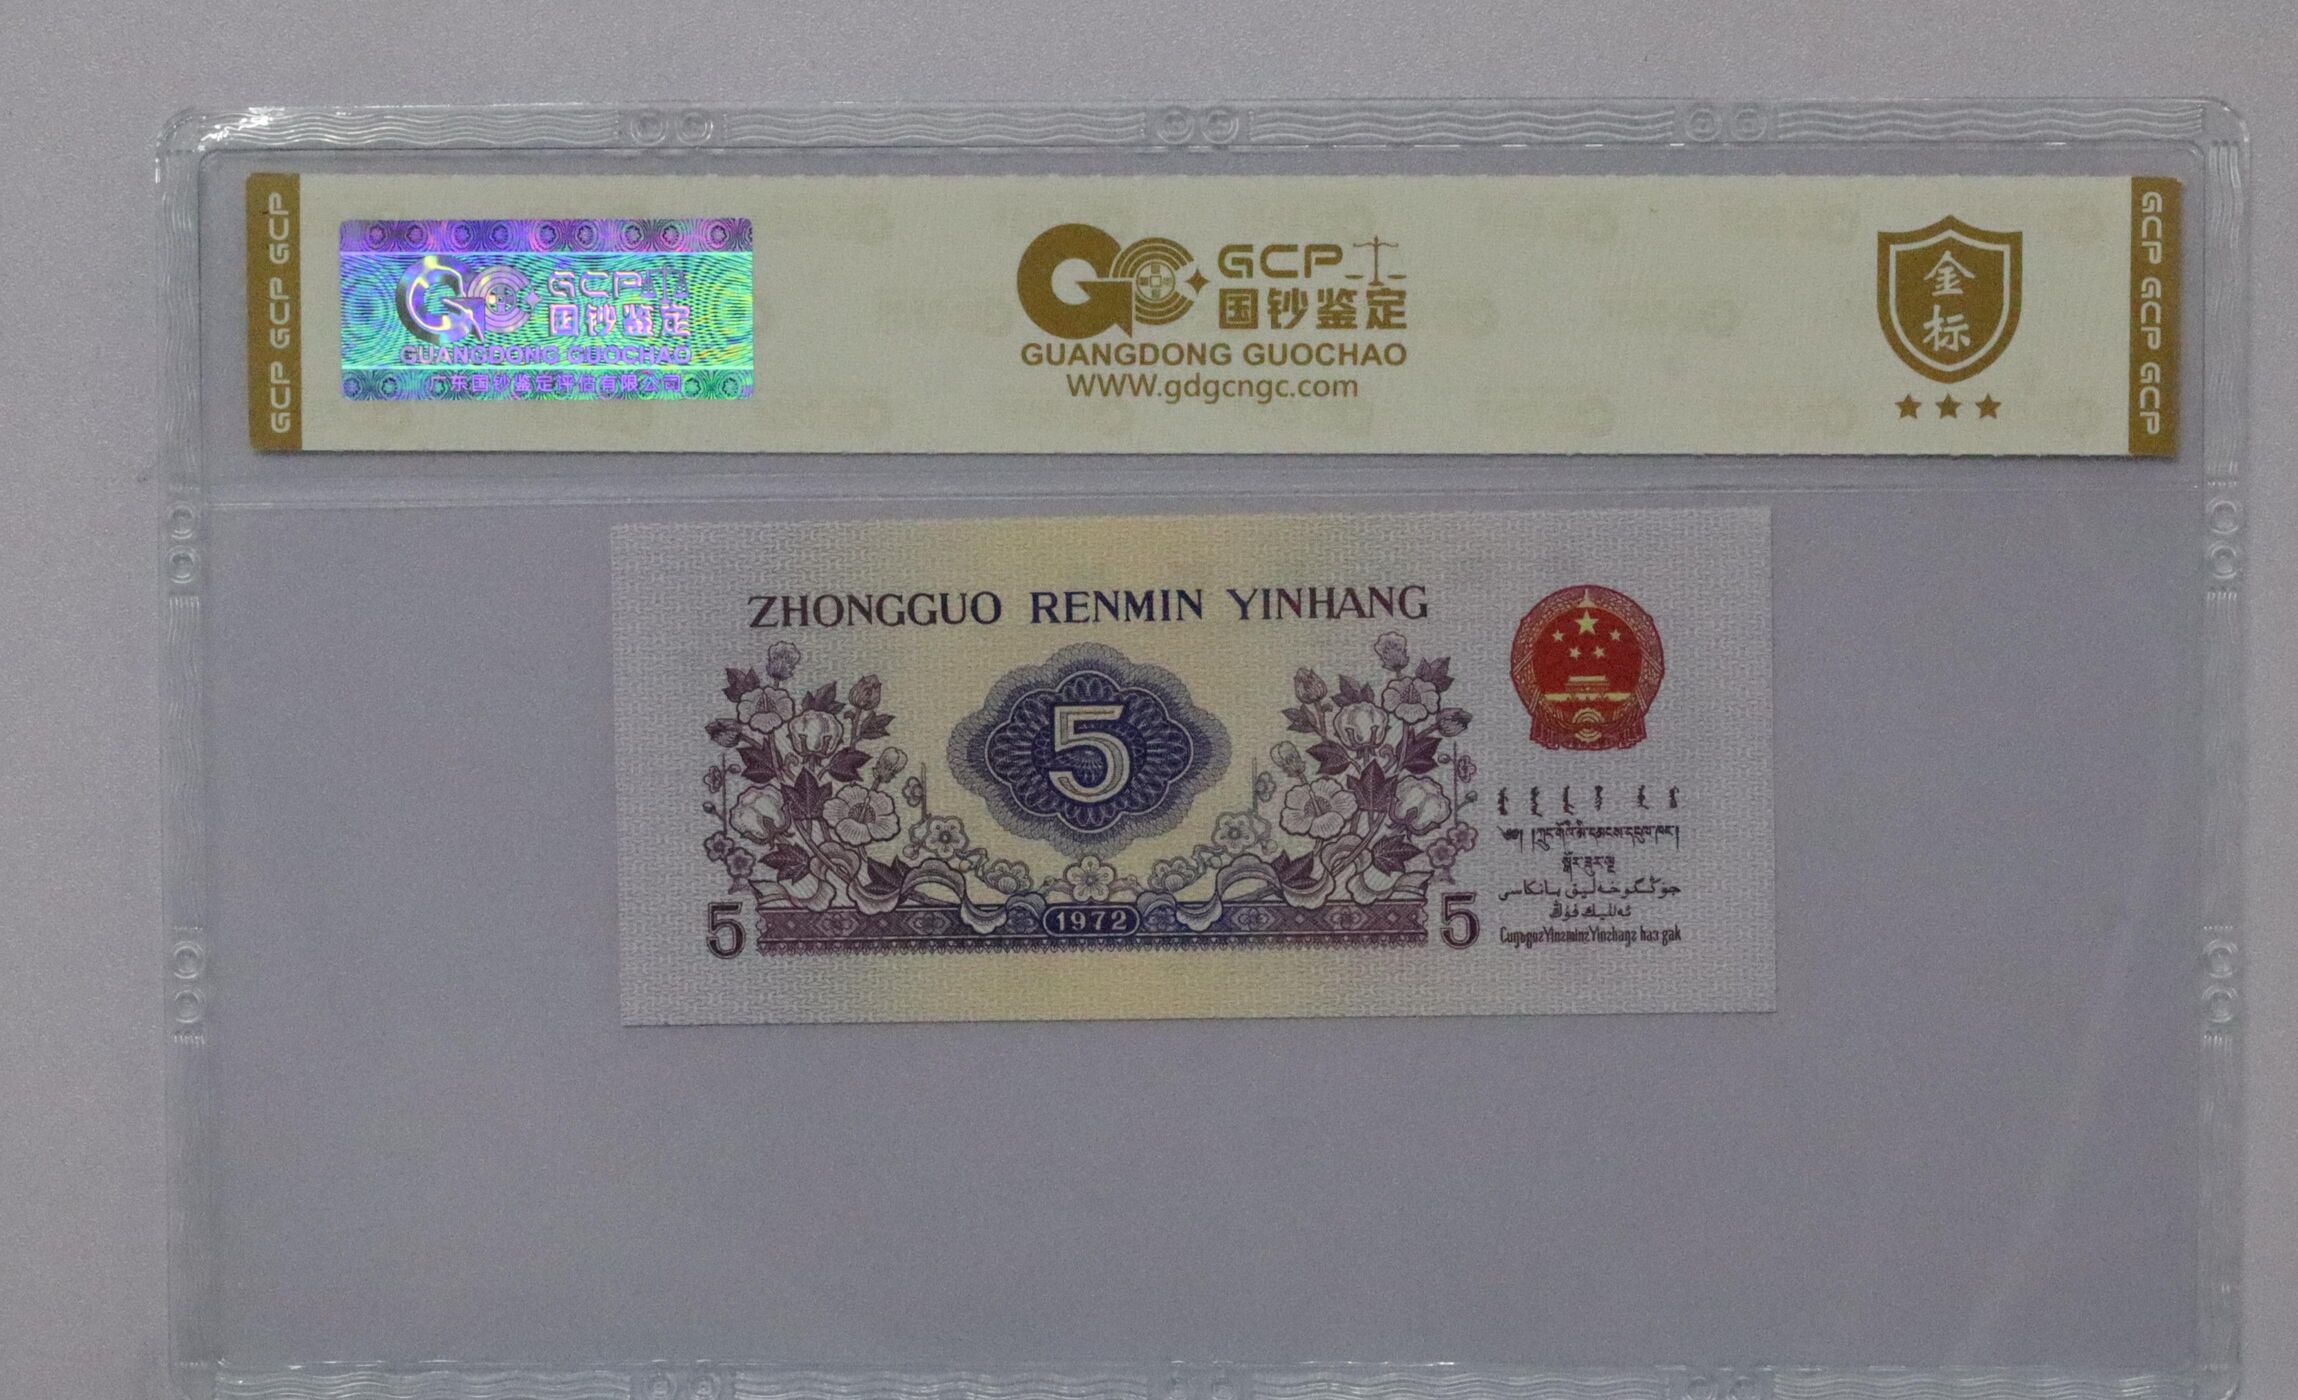 GCP GCP GCP
GCP
国钞鉴定
GUANGDONG GUOCHAO
广东国钞鉴定评估有限公司
GCP
国钞鉴定
GUANGDONG GUOCHAO
WWW.gdgcngc.com
金
标
GCP GCP GCP
ZHONGGUO RENMIN YINHANG
5
1972
5
5